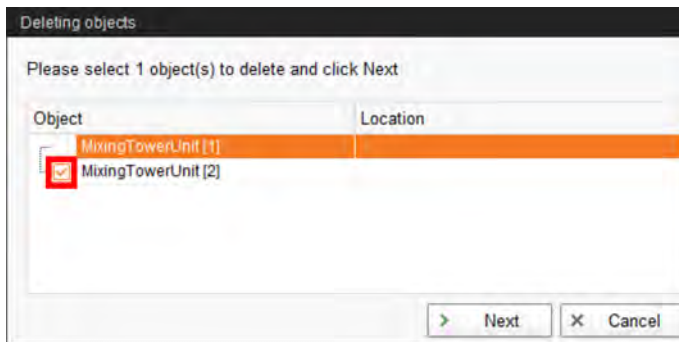 Deleting objects
Please select 1 object(s) to delete and click Next
Object Location
MixingTowerUnit [1]
MixingTowerUnit [2]
> Next × Cancel